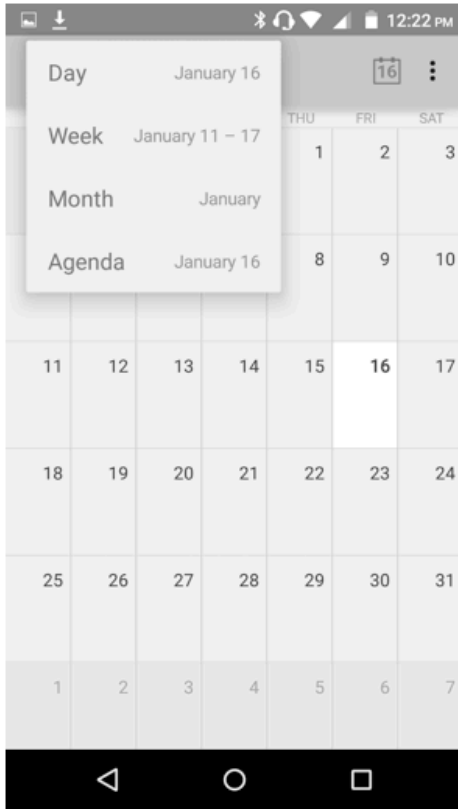 12:22 PM
Day January 16
16
Week January 11 – 17
THU FRI SAT
1 2 3
Month January
Agenda January 16
8 9 10
11 12 13 14 15 16 17
18 19 20 21 22 23 24
25 26 27 28 29 30 31
1 2 3 4 5 6 7